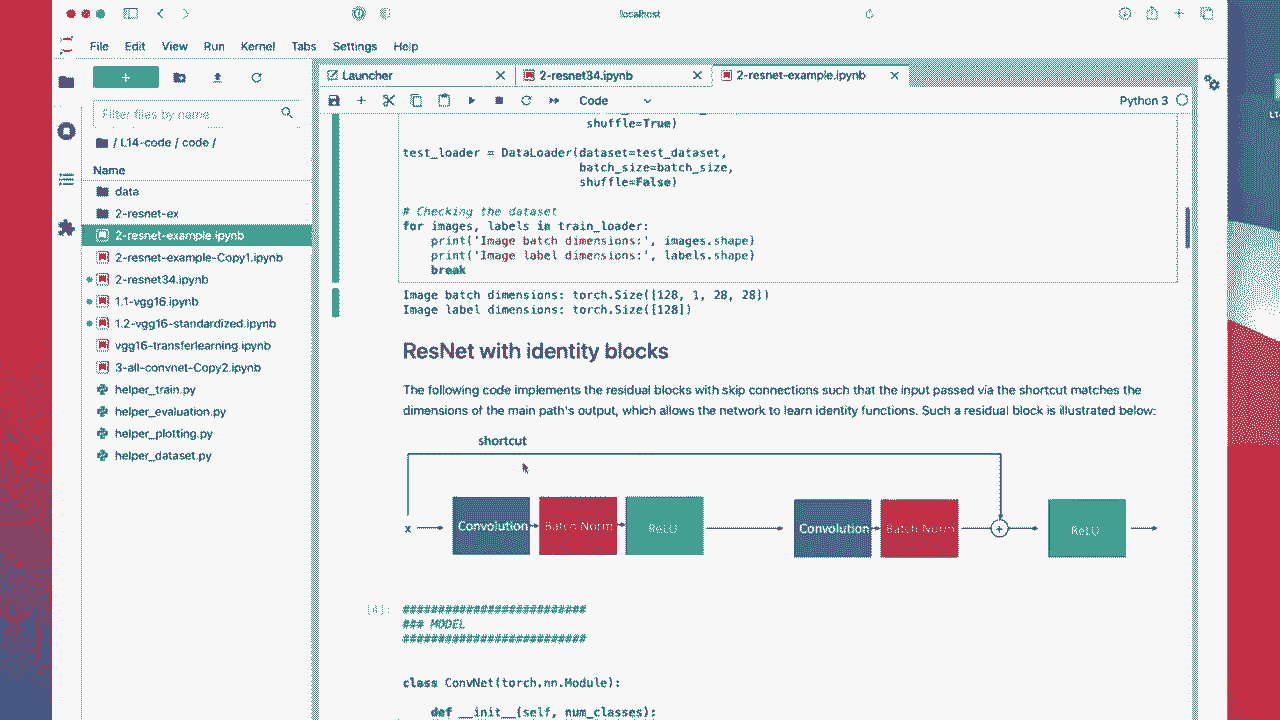 localhost
File Edit View Run Kernel Tabs Settings Help
+
Filter files by name
/ L14-code / code /
Name
data
2-resnet-ex
2-resnet-example.ipynb
2-resnet-example-Copy1.ipynb
2-resnet34.ipynb
1.1-vgg16.ipynb
1.2-vgg16-standardized.ipynb
vgg16-transferlearning.ipynb
3-all-convnet-Copy2.ipynb
helper_train.py
helper_evaluation.py
helper_plotting.py
helper_dataset.py
Launcher
2-resnet34.ipynb
2-resnet-example.ipynb
Code
Python 3
shuffle=True)
test_loader = DataLoader(dataset=test_dataset,
batch_size=batch_size,
shuffle=False)
# Checking the dataset
for images, labels in train_loader:
print('Image batch dimensions:', images.shape)
print('Image label dimensions:', labels.shape)
break
Image batch dimensions: torch.Size([128, 1, 28, 28])
Image label dimensions: torch.Size([128])
ResNet with identity blocks
The following code implements the residual blocks with skip connections such that the input passed via the shortcut matches the
dimensions of the main path's output, which allows the network to learn identity functions. Such a residual block is illustrated below:
shortcut
x Convolution Batch Norm ReLU Convolution Batch Norm + ReLU
[4]: ##########################
### MODEL
##########################
class ConvNet(torch.nn.Module):
def __init__(self, num_classes):